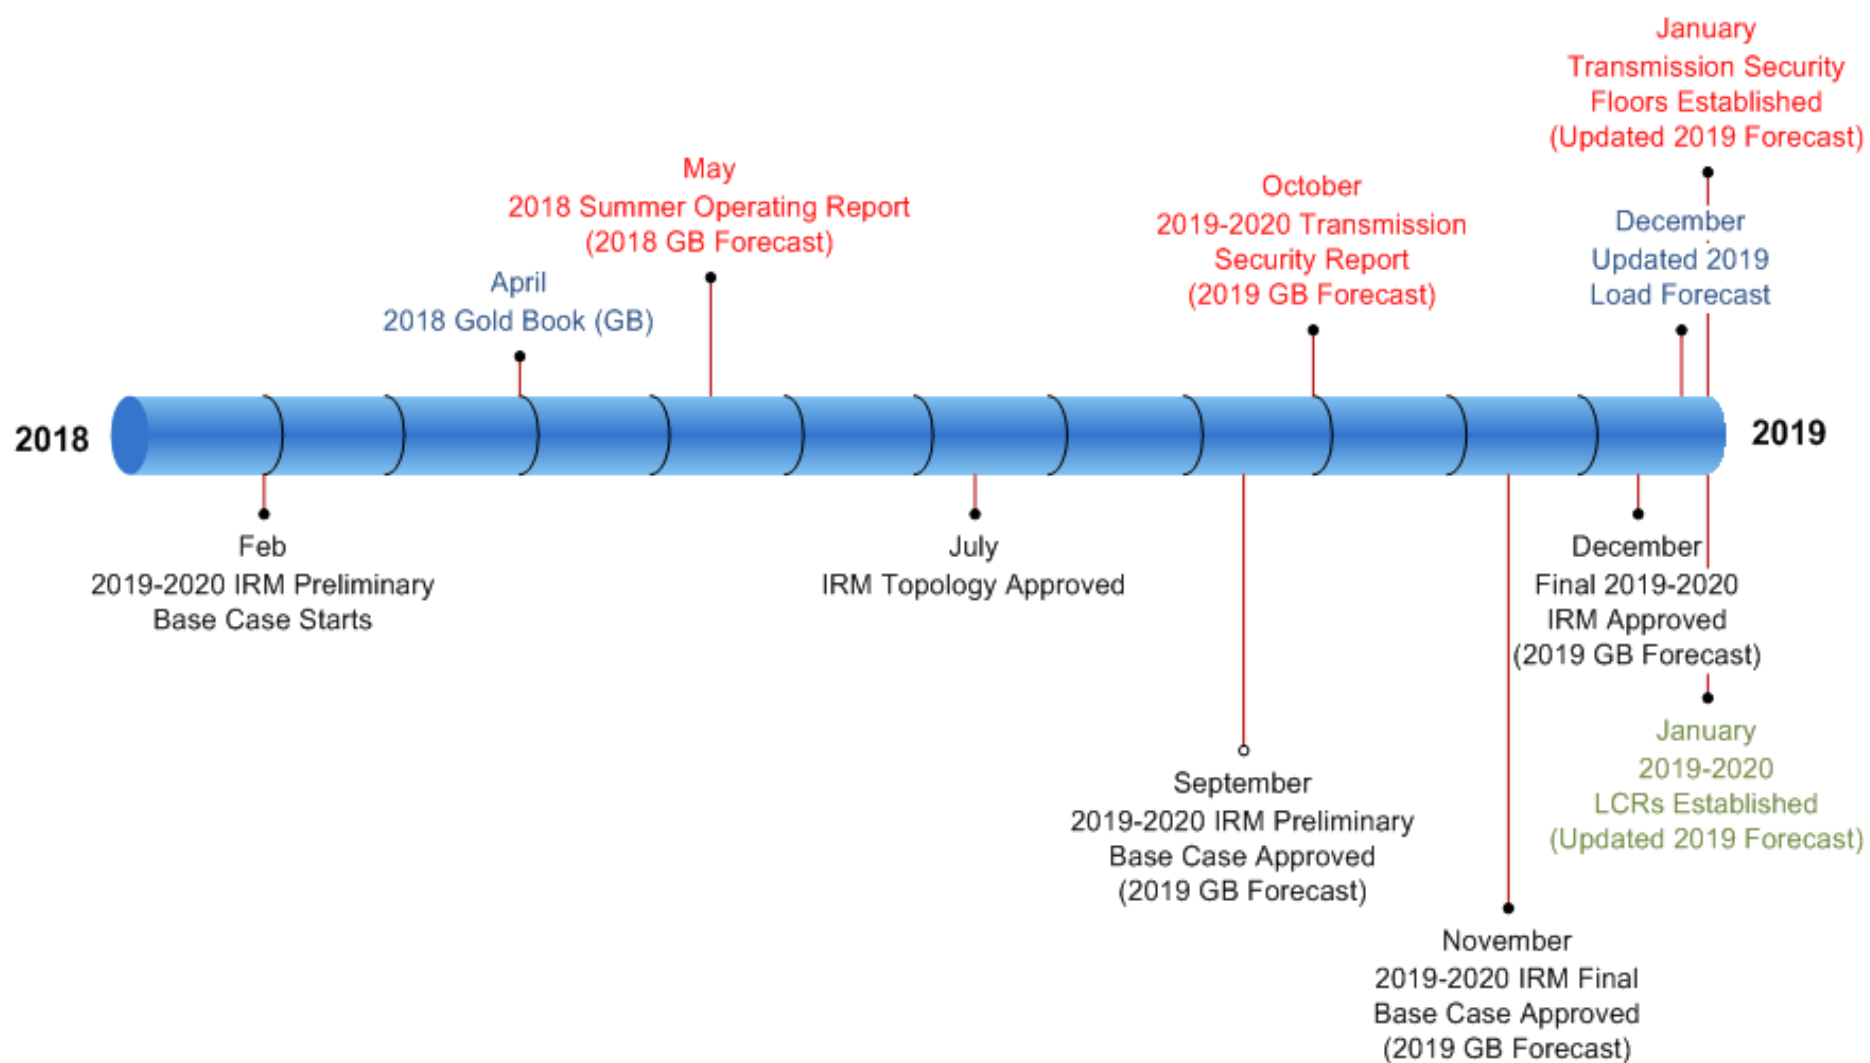 January
Transmission Security
Floors Established
(Updated 2019 Forecast)
May
2018 Summer Operating Report
(2018 GB Forecast)
October
2019-2020 Transmission
Security Report
(2019 GB Forecast)
December
Updated 2019
Load Forecast
April
2018 Gold Book (GB)
2018
2019
Feb
2019-2020 IRM Preliminary
Base Case Starts
July
IRM Topology Approved
December
Final 2019-2020
IRM Approved
(2019 GB Forecast)
January
2019-2020
LCRs Established
(Updated 2019 Forecast)
September
2019-2020 IRM Preliminary
Base Case Approved
(2019 GB Forecast)
November
2019-2020 IRM Final
Base Case Approved
(2019 GB Forecast)